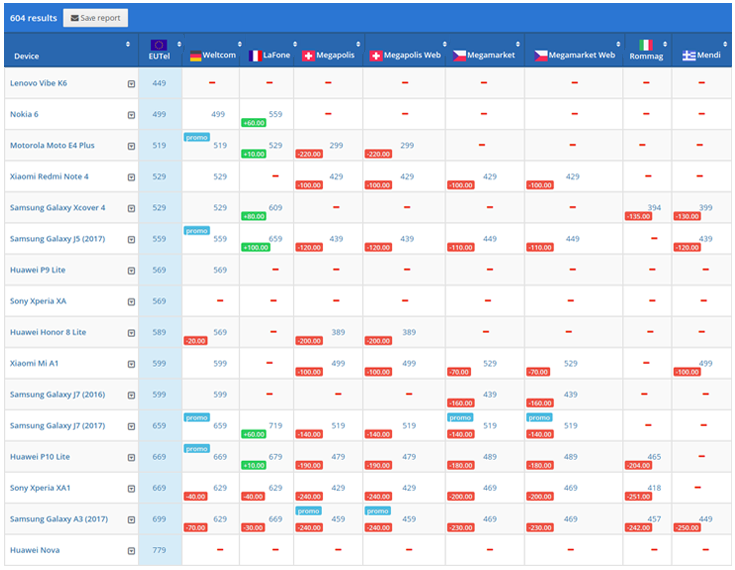 604 results Save report
Device EUTel Weltcom LaFone Megapolis Megapolis Web Megamarket Megamarket Web Rommag Mendi
Lenovo Vibe K6 449 – – – – – – – –
Nokia 6 499 499 559 +60.00 – – – – – –
Motorola Moto E4 Plus 519 promo 519 529 +10.00 299 -220.00 299 -220.00 – – – –
Xiaomi Redmi Note 4 529 529 – 429 -100.00 429 -100.00 429 -100.00 429 -100.00 – –
Samsung Galaxy Xcover 4 529 529 609 +80.00 – – – – 394 -135.00 399 -130.00
Samsung Galaxy J5 (2017) 559 promo 559 659 +100.00 439 -120.00 439 -120.00 449 -110.00 449 -110.00 – 439 -120.00
Huawei P9 Lite 569 569 – – – – – – –
Sony Xperia XA 569 – – – – – – – –
Huawei Honor 8 Lite 589 569 -20.00 – 389 -200.00 389 -200.00 – – – –
Xiaomi Mi A1 599 599 – 499 -100.00 499 -100.00 529 -70.00 529 -70.00 – 499 -100.00
Samsung Galaxy J7 (2016) 599 599 – – – 439 -160.00 439 -160.00 – –
Samsung Galaxy J7 (2017) 659 promo 659 719 +60.00 519 -140.00 519 -140.00 promo 519 -140.00 promo 519 -140.00 – –
Huawei P10 Lite 669 promo 669 679 +10.00 479 -190.00 479 -190.00 489 -180.00 489 -180.00 465 -204.00 –
Sony Xperia XA1 669 629 -40.00 629 -40.00 429 -240.00 429 -240.00 469 -200.00 469 -200.00 418 -251.00 –
Samsung Galaxy A3 (2017) 699 629 -70.00 669 -30.00 promo 459 -240.00 promo 459 -240.00 469 -230.00 469 -230.00 457 -242.00 449 -250.00
Huawei Nova 779 – – – – – – – –